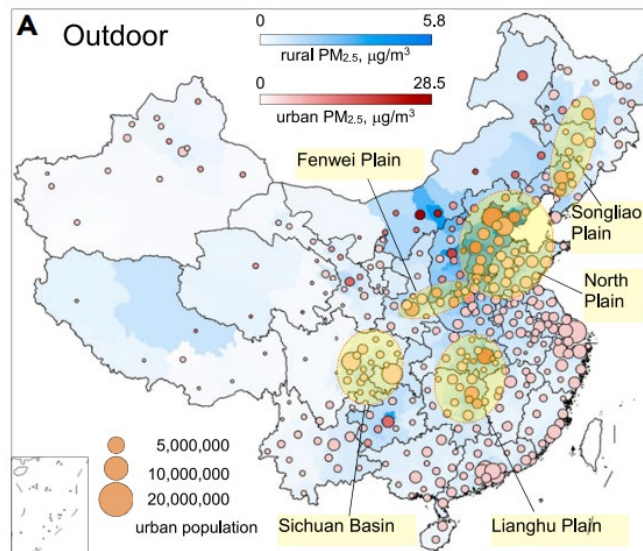 A Outdoor
0 5.8
rural PM2.5, μg/m³
0 28.5
urban PM2.5, μg/m³
Fenwei Plain
Songliao
Plain
North
Plain
5,000,000
10,000,000
20,000,000
urban population
Sichuan Basin
Lianghu Plain